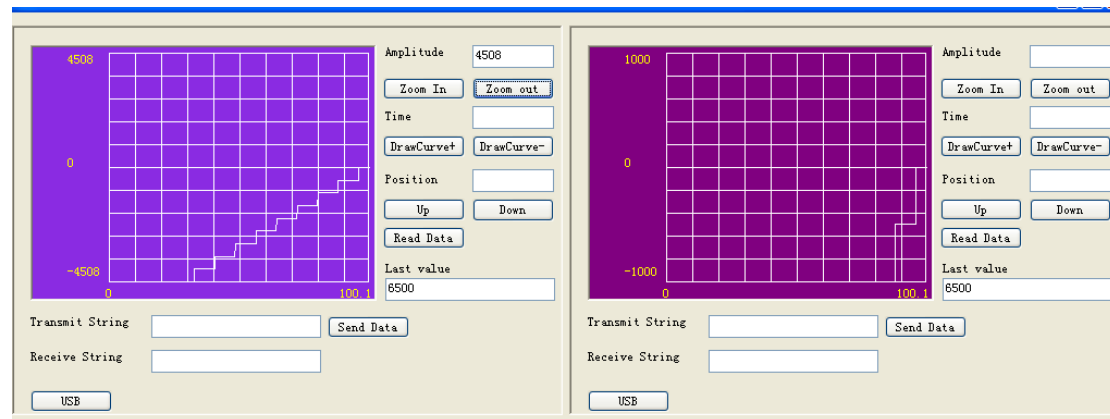 4508
0
-4508
0
100.1
Amplitude
4508
Zoom In
Zoom out
Time
DrawCurve+
DrawCurve-
Position
Up
Down
Read Data
Last value
6500
Transmit String
Send Data
Receive String
USB
1000
0
-1000
0
100.1
Amplitude
Zoom In
Zoom out
Time
DrawCurve+
DrawCurve-
Position
Up
Down
Read Data
Last value
6500
Transmit String
Send Data
Receive String
USB